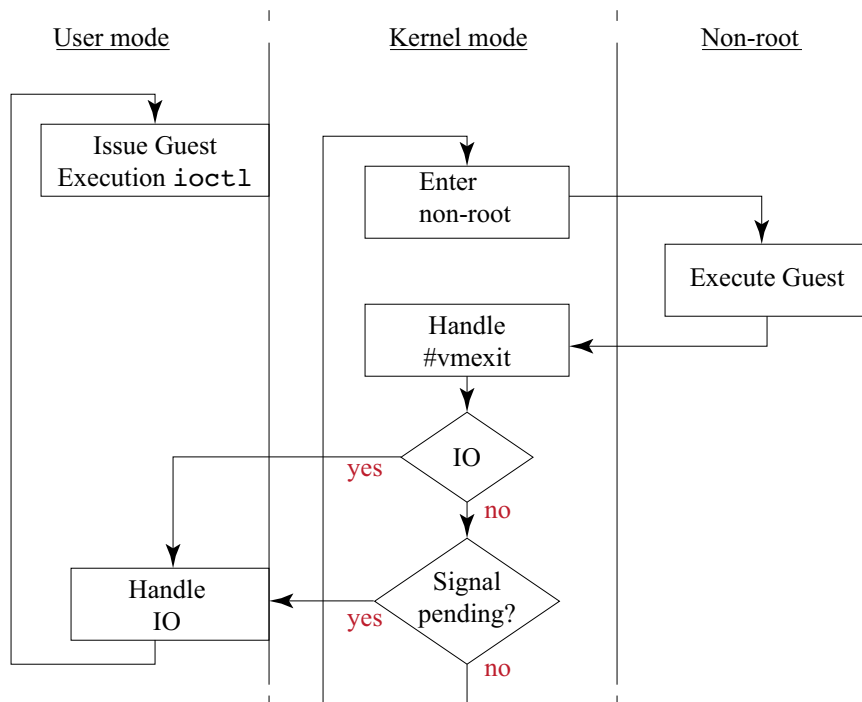 User mode
Kernel mode
Non-root
Issue Guest
Execution ioctl
Enter
non-root
Execute Guest
Handle
#vmexit
IO
yes
no
Handle
IO
Signal
pending?
yes
no